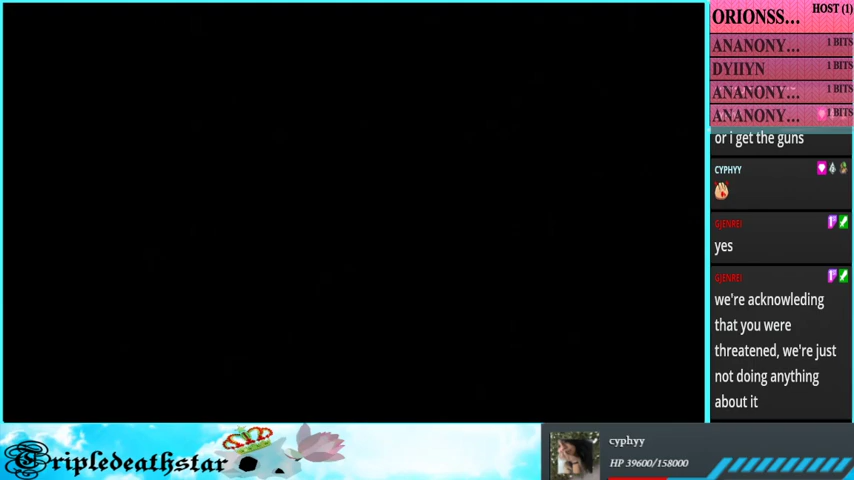 ORIONSS... HOST (1)
ANANONY... 1 BITS
DYIIYN 1 BITS
ANANONY... 1 BITS
ANANONY... 1 BITS
or i get the guns
CYPHYY
GJENREI
yes
GJENREI
we're acknowleding
that you were
threatened, we're just
not doing anything
about it
Tripledeathstar
cyphyy
HP 39600/158000